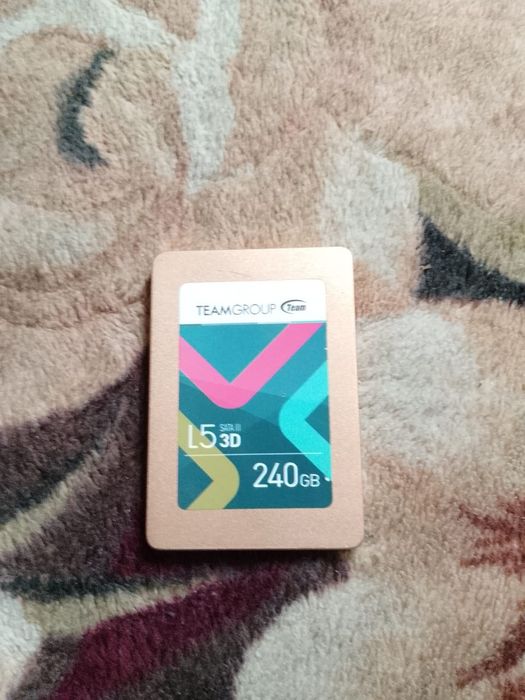 TEAMGROUP Team
L5 SATA III
3D
240GB